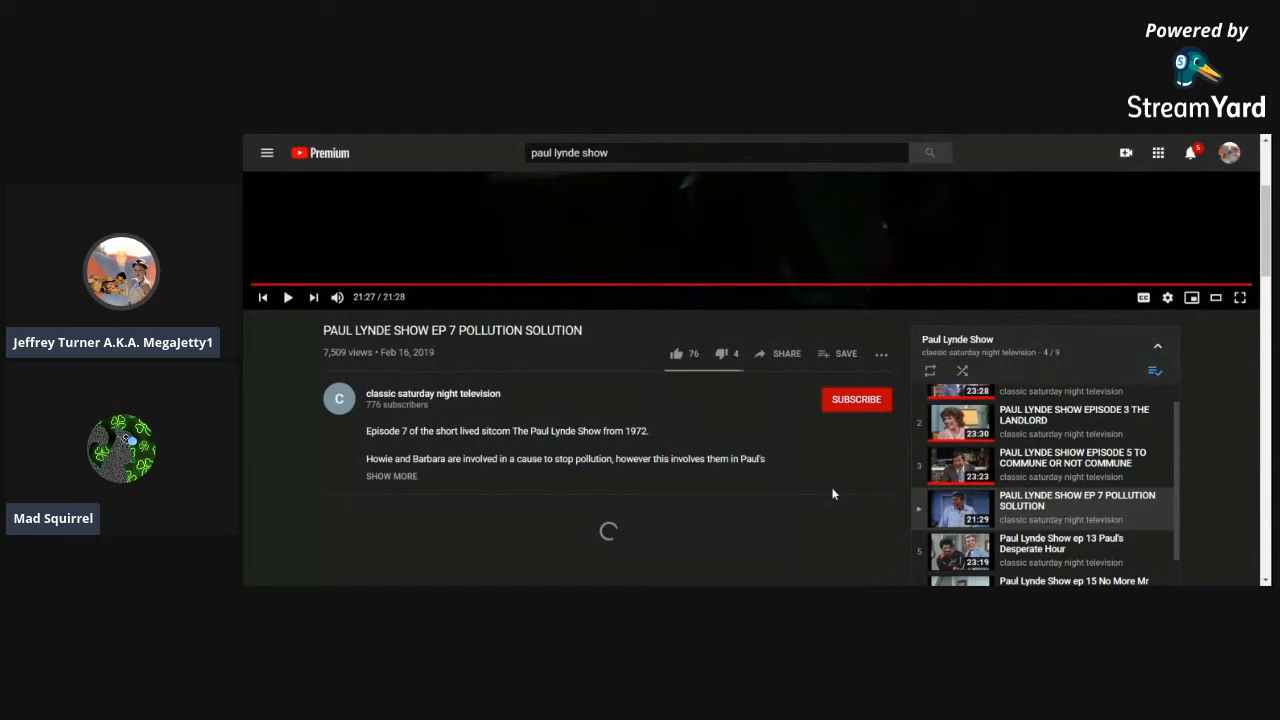 Powered by
StreamYard
Premium
paul lynde show
5
21:27 / 21:28
CC
PAUL LYNDE SHOW EP 7 POLLUTION SOLUTION
7,509 views • Feb 16, 2019
76
4
SHARE
SAVE
C
classic saturday night television
776 subscribers
SUBSCRIBE
Episode 7 of the short lived sitcom The Paul Lynde Show from 1972.
Howie and Barbara are involved in a cause to stop pollution, however this involves them in Paul's
SHOW MORE
Paul Lynde Show
classic saturday night television - 4 / 9
23:28
classic saturday night television
2
23:30
PAUL LYNDE SHOW EPISODE 3 THE
LANDLORD
classic saturday night television
3
23:23
PAUL LYNDE SHIOW EPISODE 5 TO
COMMUNE OR NOT COMMUNE
classic saturday night television
21:29
PAUL LYNDE SHOW EP 7 POLLUTION
SOLUTION
classic saturday night television
5
23:19
Paul Lynde Show ep 13 Paul's
Desperate Hour
classic saturday night television
Paul Lynde Show ep 15 No More Mr
Jeffrey Turner A.K.A. MegaJetty1
Mad Squirrel